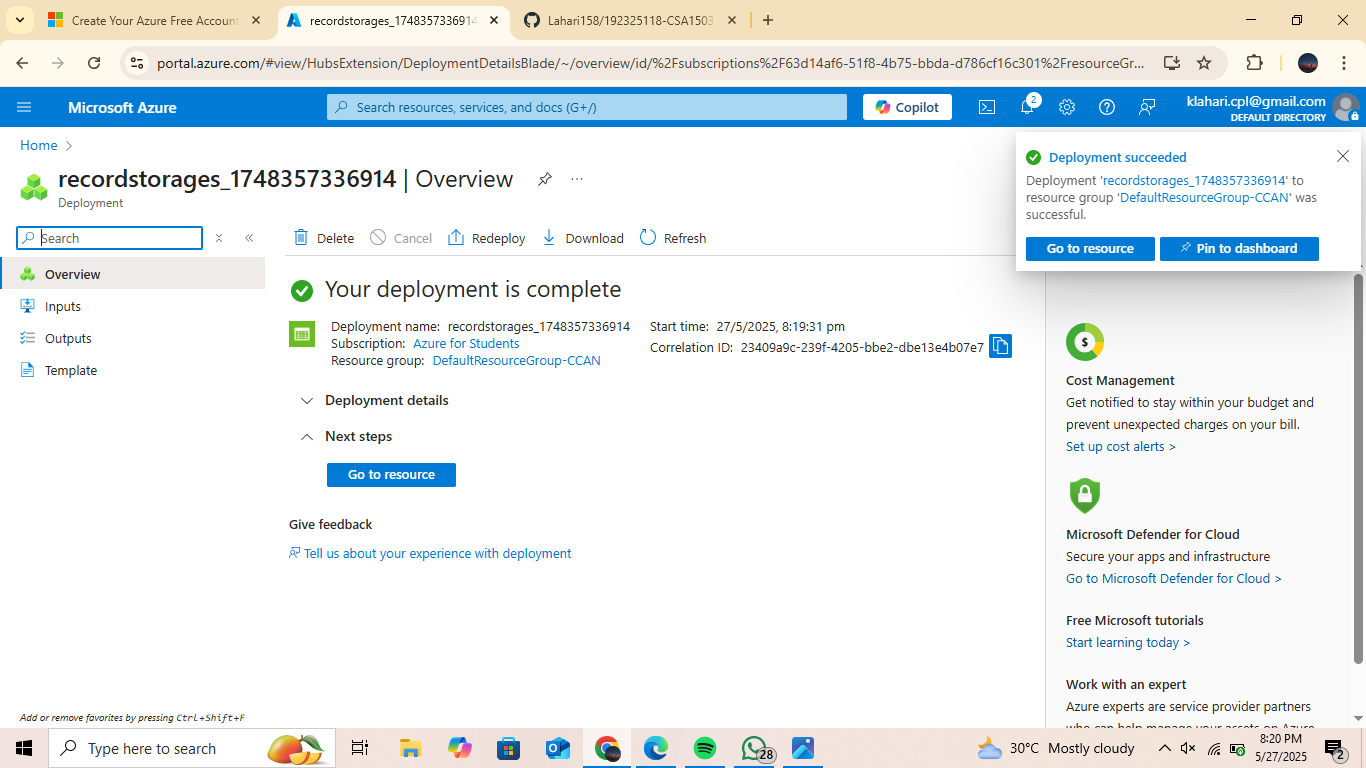 Create Your Azure Free Account
recordstorages_1748357336914
Lahari158/192325118-CSA1503
portal.azure.com/#view/HubsExtension/DeploymentDetailsBlade/~/overview/id/%2Fsubscriptions%2F63d14af6-51f8-4b75-bbda-d786cf16c301%2FresourceGr...
Microsoft Azure
Search resources, services, and docs (G+/)
Copilot
2
klahari.cpl@gmail.com
DEFAULT DIRECTORY
Home
recordstorages_1748357336914 | Overview
...
Deployment
Deployment succeeded
Deployment 'recordstorages_1748357336914' to
resource group 'DefaultResourceGroup-CCAN' was
successful.
Go to resource
Pin to dashboard
Search
Delete
Cancel
Redeploy
Download
Refresh
Overview
Inputs
Outputs
Template
Your deployment is complete
Deployment name: recordstorages_1748357336914
Subscription: Azure for Students
Resource group: DefaultResourceGroup-CCAN
Start time: 27/5/2025, 8:19:31 pm
Correlation ID: 23409a9c-239f-4205-bbe2-dbe13e4b07e7
Deployment details
Next steps
Go to resource
Give feedback
Tell us about your experience with deployment
$
Cost Management
Get notified to stay within your budget and
prevent unexpected charges on your bill.
Set up cost alerts >
Microsoft Defender for Cloud
Secure your apps and infrastructure
Go to Microsoft Defender for Cloud >
Free Microsoft tutorials
Start learning today >
Work with an expert
Azure experts are service provider partners
who can help manage your assets on Azure
Add or remove favorites by pressing Ctrl+Shift+F
Type here to search
28
30°C Mostly cloudy
8:20 PM
5/27/2025
2